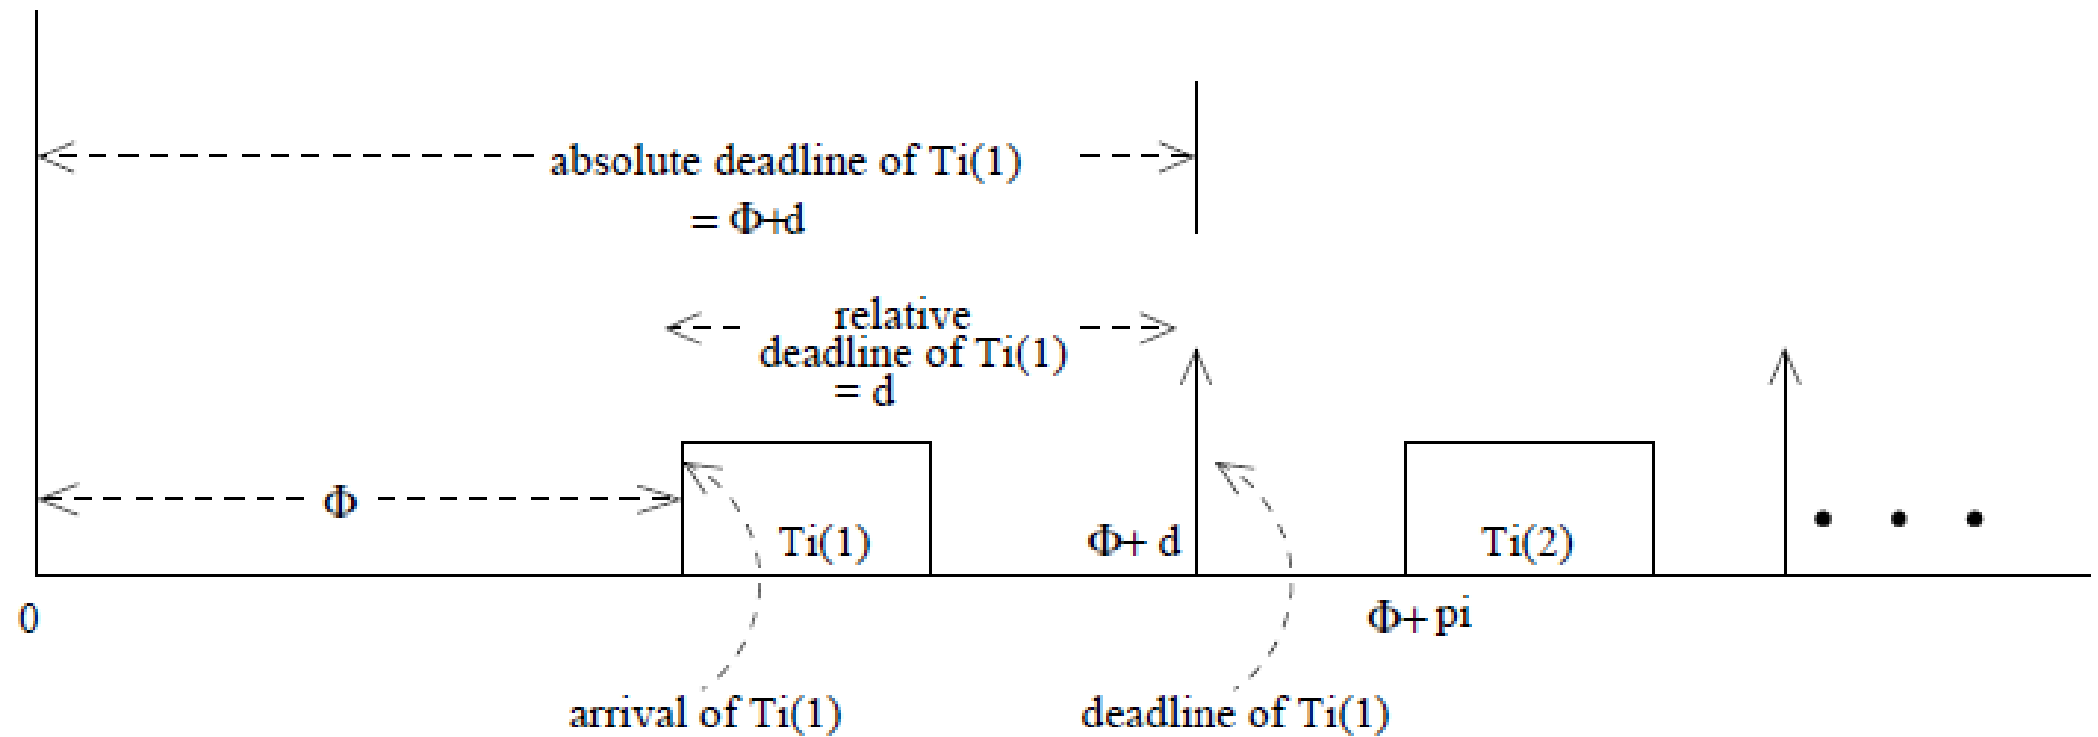 absolute deadline of Ti(1)
= Φ+d
relative
deadline of Ti(1)
= d
Φ
Ti(1)
Φ+ d
Ti(2)
0
Φ+ pi
arrival of Ti(1)
deadline of Ti(1)